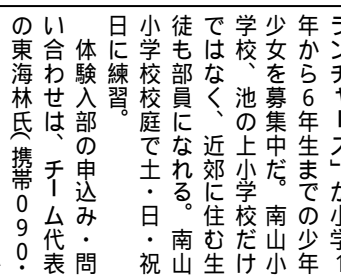 ランチャーズ」が小学1
年から6年生までの少年
少女を募集中だ。南山小
学校、池の上小学校だけ
ではなく、近郊に住む生
徒も部員になれる。南山
小学校校庭で土・日・祝
日に練習。
体験入部の申込み・問
い合わせは、チーム代表
の東海林氏（携帯090・